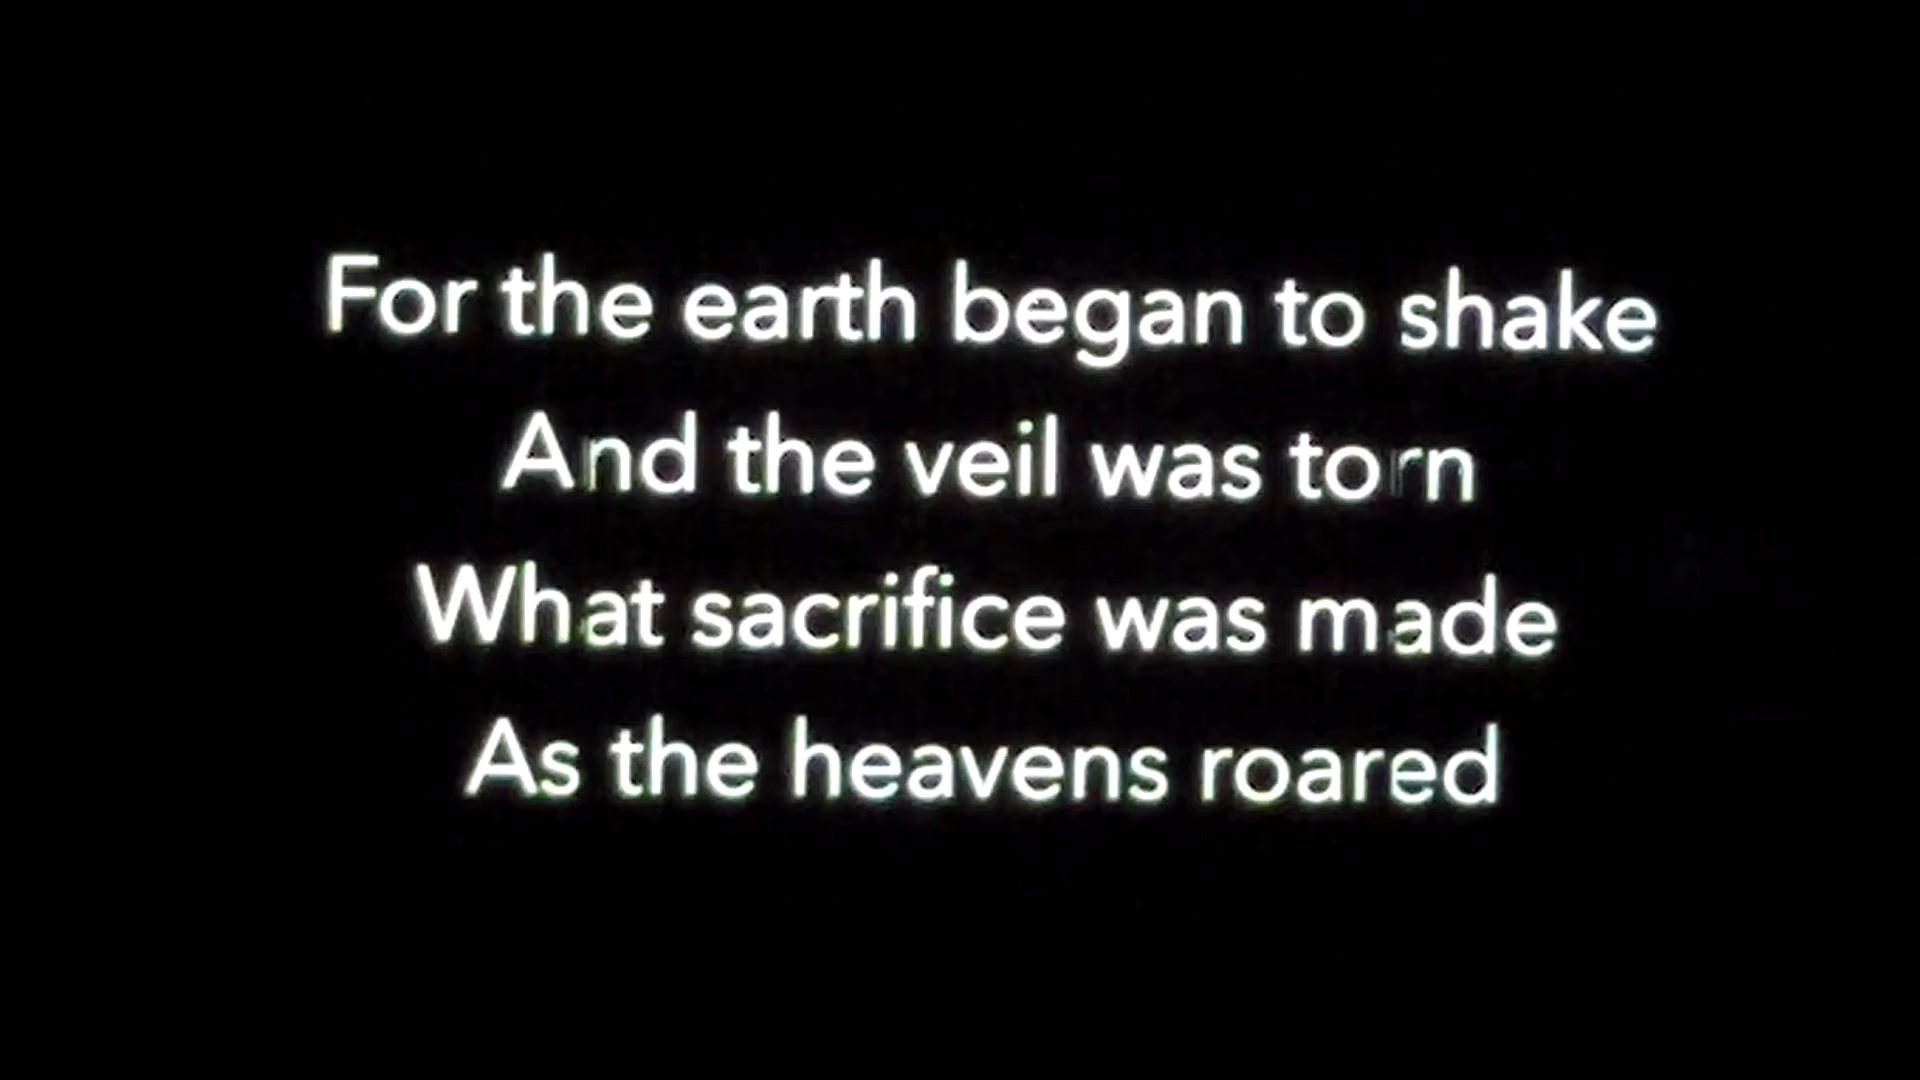 For the earth began to shake
And the veil was torn
What sacrifice was made
As the heavens roared